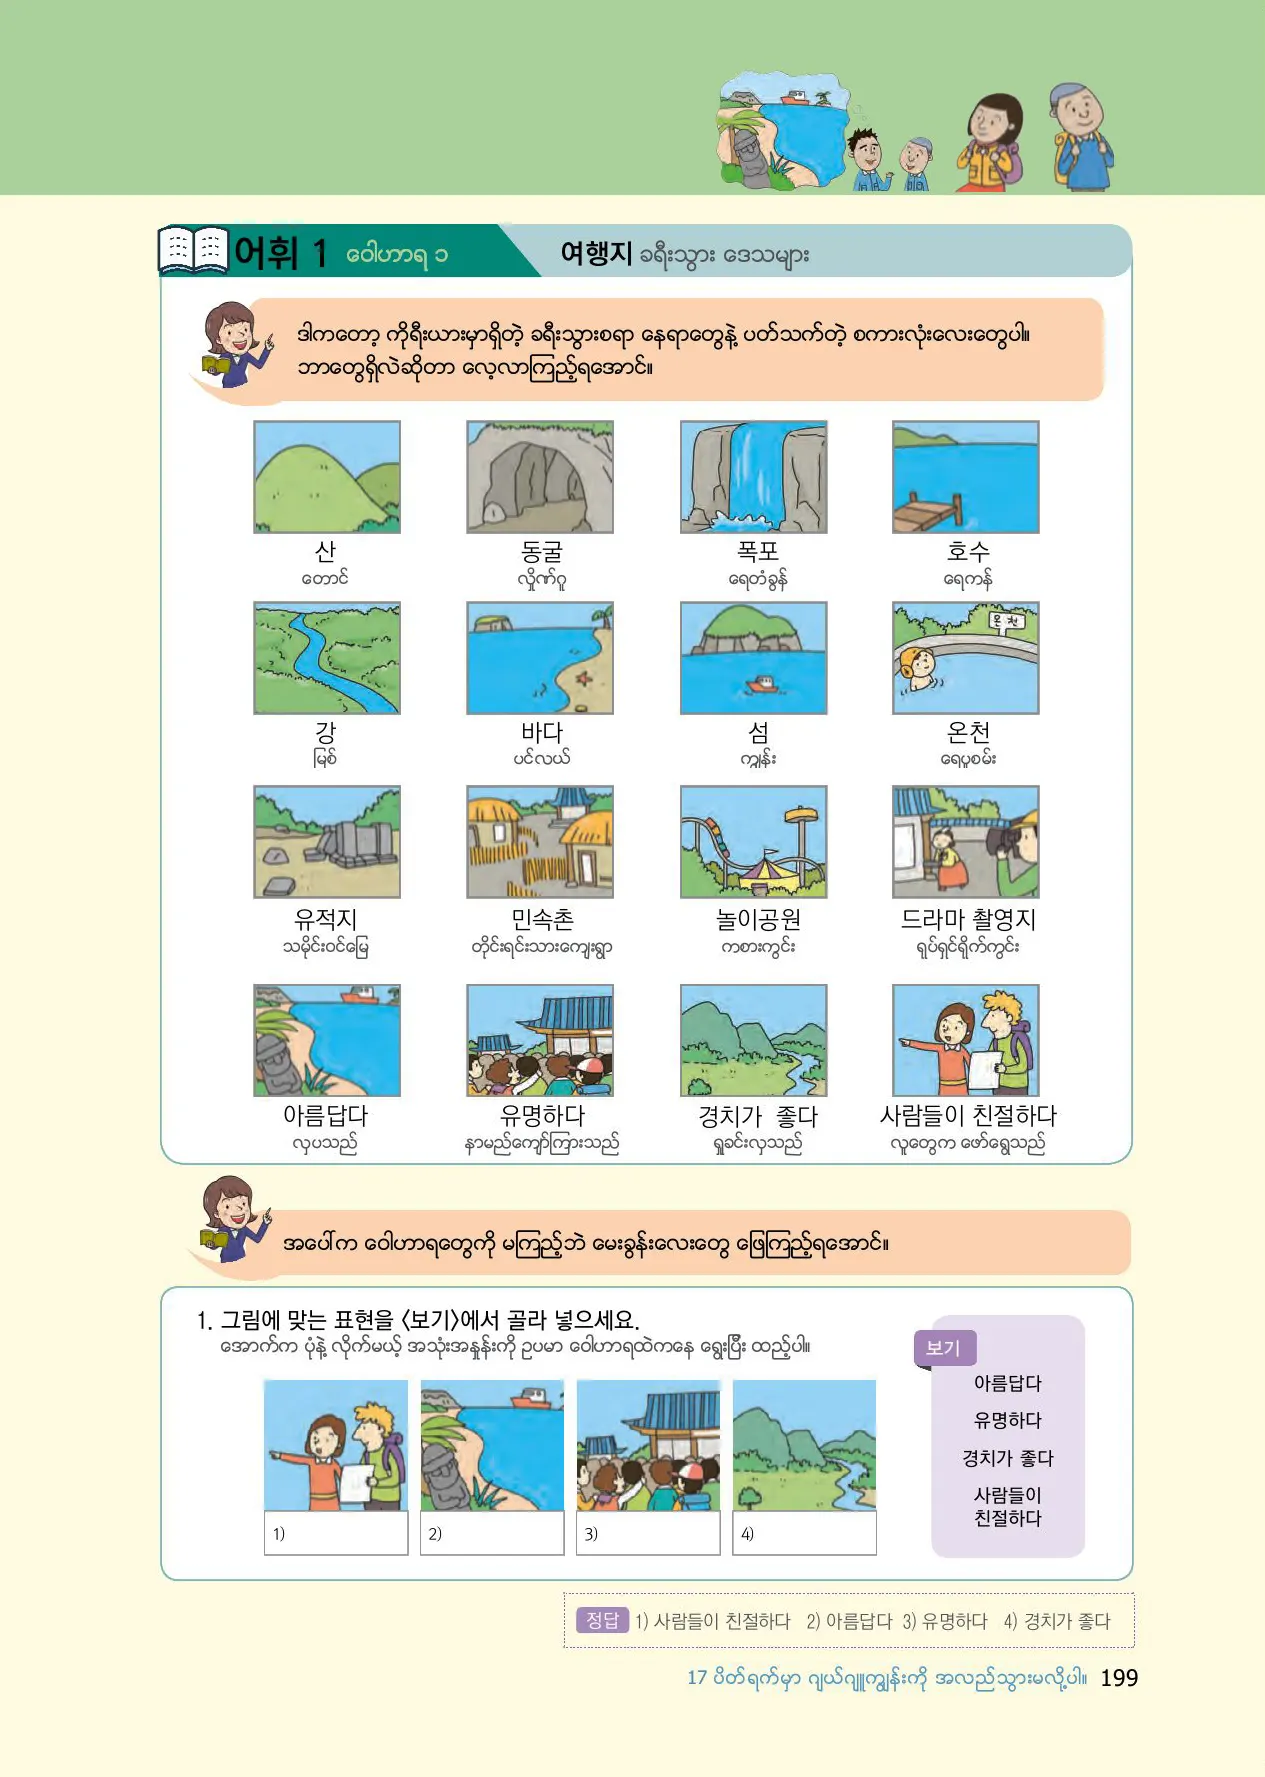 어휘 1 ဝေါဟာရ ၁
여행지 ခရီးသွား ဒေသများ
ဒါကတော့ ကိုရီးယားမှာရှိတဲ့ ခရီးသွားစရာ နေရာတွေနဲ့ ပတ်သက်တဲ့ စကားလုံးလေးတွေပါ။
ဘာတွေရှိလဲဆိုတာ လေ့လာကြည့်ရအောင်။
산 동굴 폭포 호수
တောင် လှိုဏ်ဂူ ရေတံခွန် ရေကန်
온 천
강 바다 섬 온천
မြစ် ပင်လယ် ကျွန်း ရေပူစမ်း
유적지 민속촌 놀이공원 드라마 촬영지
သမိုင်းဝင်မြေ တိုင်းရင်းသားကျေးရွာ ကစားကွင်း ရုပ်ရှင်ရိုက်ကွင်း
아름답다 유명하다 경치가 좋다 사람들이 친절하다
လှပသည် နာမည်ကျော်ကြားသည် ရှုခင်းလှသည် လူတွေက ဖော်ရွေသည်
အပေါ်က ဝေါဟာရတွေကို မကြည့်ဘဲ မေးခွန်းလေးတွေ ဖြေကြည့်ရအောင်။
1. 그림에 맞는 표현을 〈보기〉에서 골라 넣으세요.
အောက်က ပုံနဲ့ လိုက်မယ့် အသုံးအနှုန်းကို ဥပမာ ဝေါဟာရထဲကနေ ရွေးပြီး ထည့်ပါ။
1) 2) 3) 4)
보기
아름답다
유명하다
경치가 좋다
사람들이
친절하다
정답 1) 사람들이 친절하다 2) 아름답다 3) 유명하다 4) 경치가 좋다
17 ပိတ်ရက်မှာ ဂျယ်ဂျူကျွန်းကို အလည်သွားမလို့ပါ။ 199